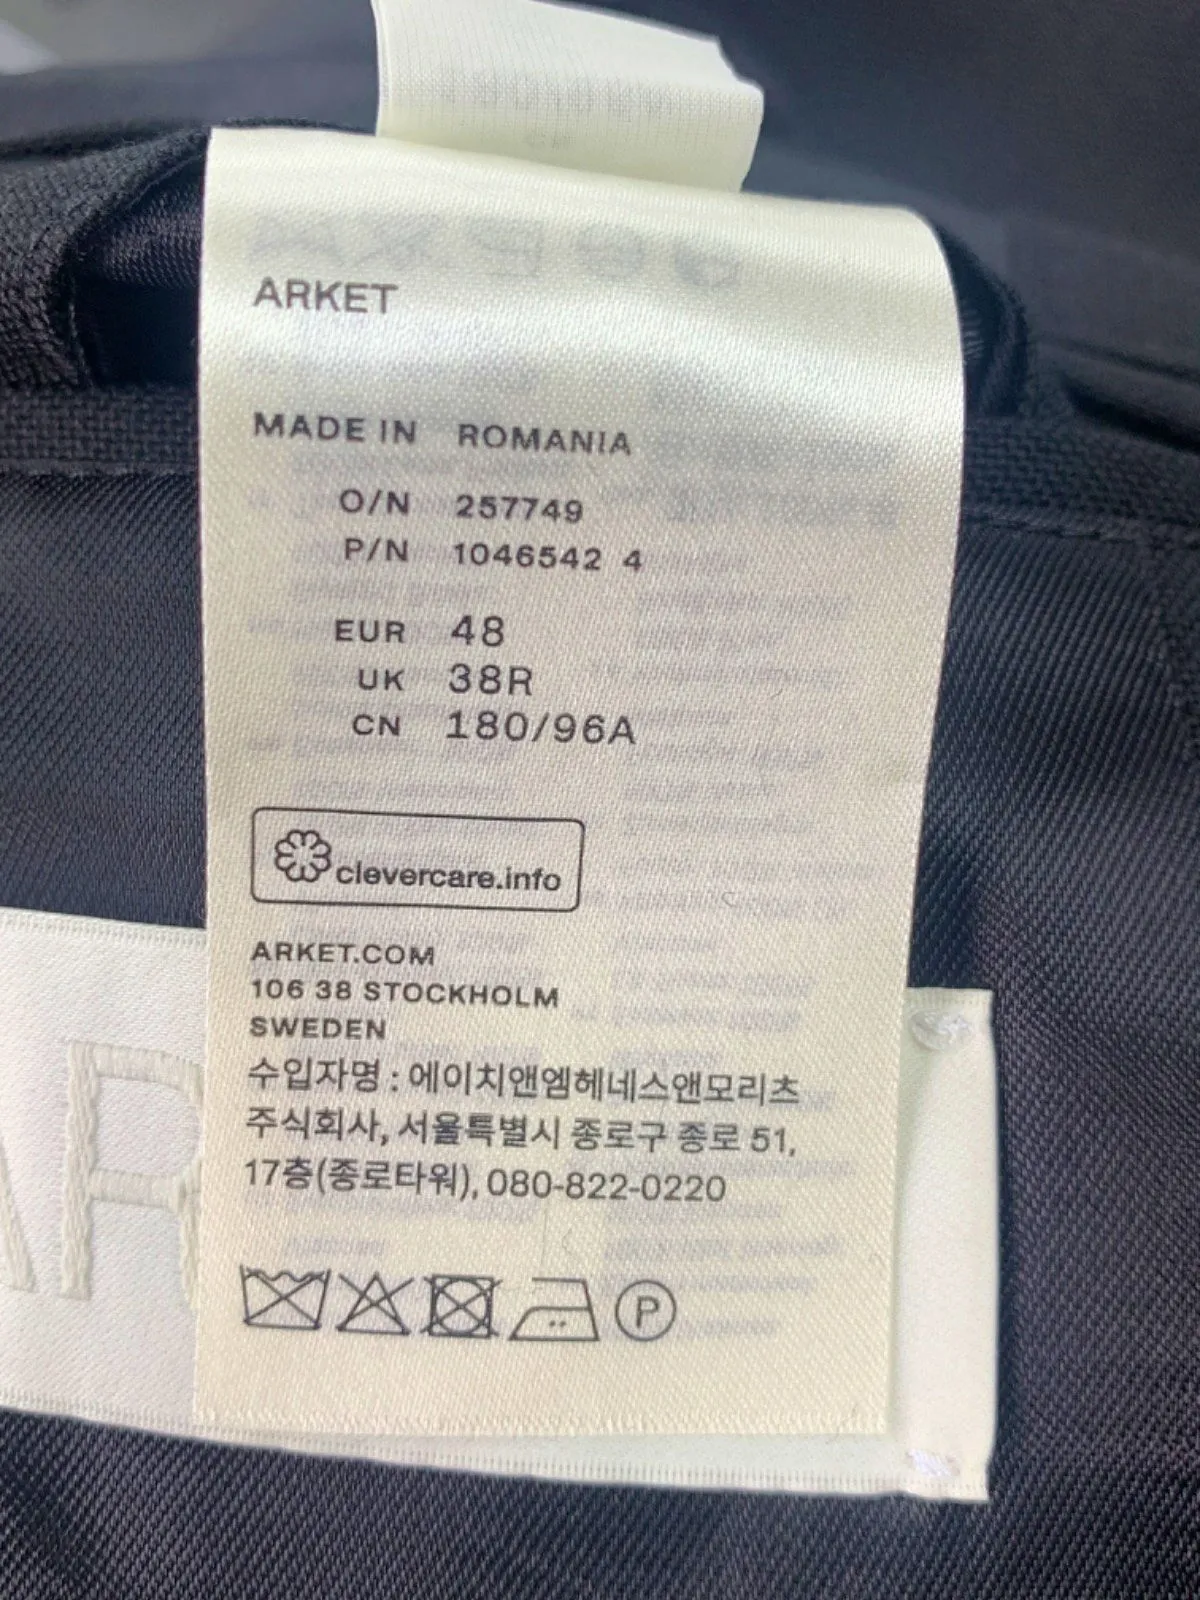 ARKET
MADE IN ROMANIA
O/N 257749
P/N 1046542 4
EUR 48
UK 38R
CN 180/96A
clevercare.info
ARKET.COM
106 38 STOCKHOLM
SWEDEN
수입자명 : 에이치앤엠헤네스앤모리츠
주식회사, 서울특별시 종로구 종로 51,
17층(종로타워), 080-822-0220
P
AR